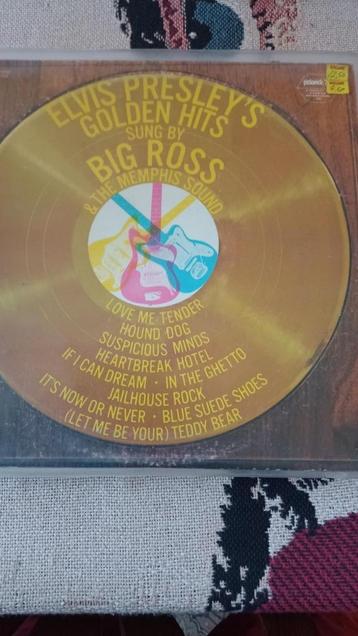 ELVIS PRESLEY'S
GOLDEN HITS
SUNG BY
BIG ROSS
& THE MEMPHIS SOUND
LOVE ME TENDER
HOUND DOG
SUSPICIOUS MINDS
HEARTBREAK HOTEL
IF I CAN DREAM · IN THE GHETTO
JAILHOUSE ROCK
IT'S NOW OR NEVER · BLUE SUEDE SHOES
(LET ME BE YOUR) TEDDY BEAR